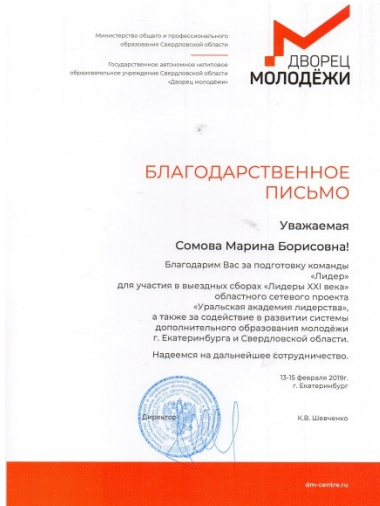 Министерство общего и профессионального
образования Свердловской области
Государственное автономное нетиповое
образовательное учреждение Свердловской области
«Дворец молодёжи»
ДВОРЕЦ
МОЛОДЁЖИ
БЛАГОДАРСТВЕННОЕ
ПИСЬМО
Уважаемая
Сомова Марина Борисовна!
Благодарим Вас за подготовку команды
«Лидер»
для участия в выездных сборах «Лидеры XXI века»
областного сетевого проекта
«Уральская академия лидерства»,
а также за содействие в развитии системы
дополнительного образования молодёжи
г. Екатеринбурга и Свердловской области.
Надеемся на дальнейшее сотрудничество.
13-15 февраля 2019г.
г. Екатеринбург
Директор
К.В. Шевченко
dm-centre.ru